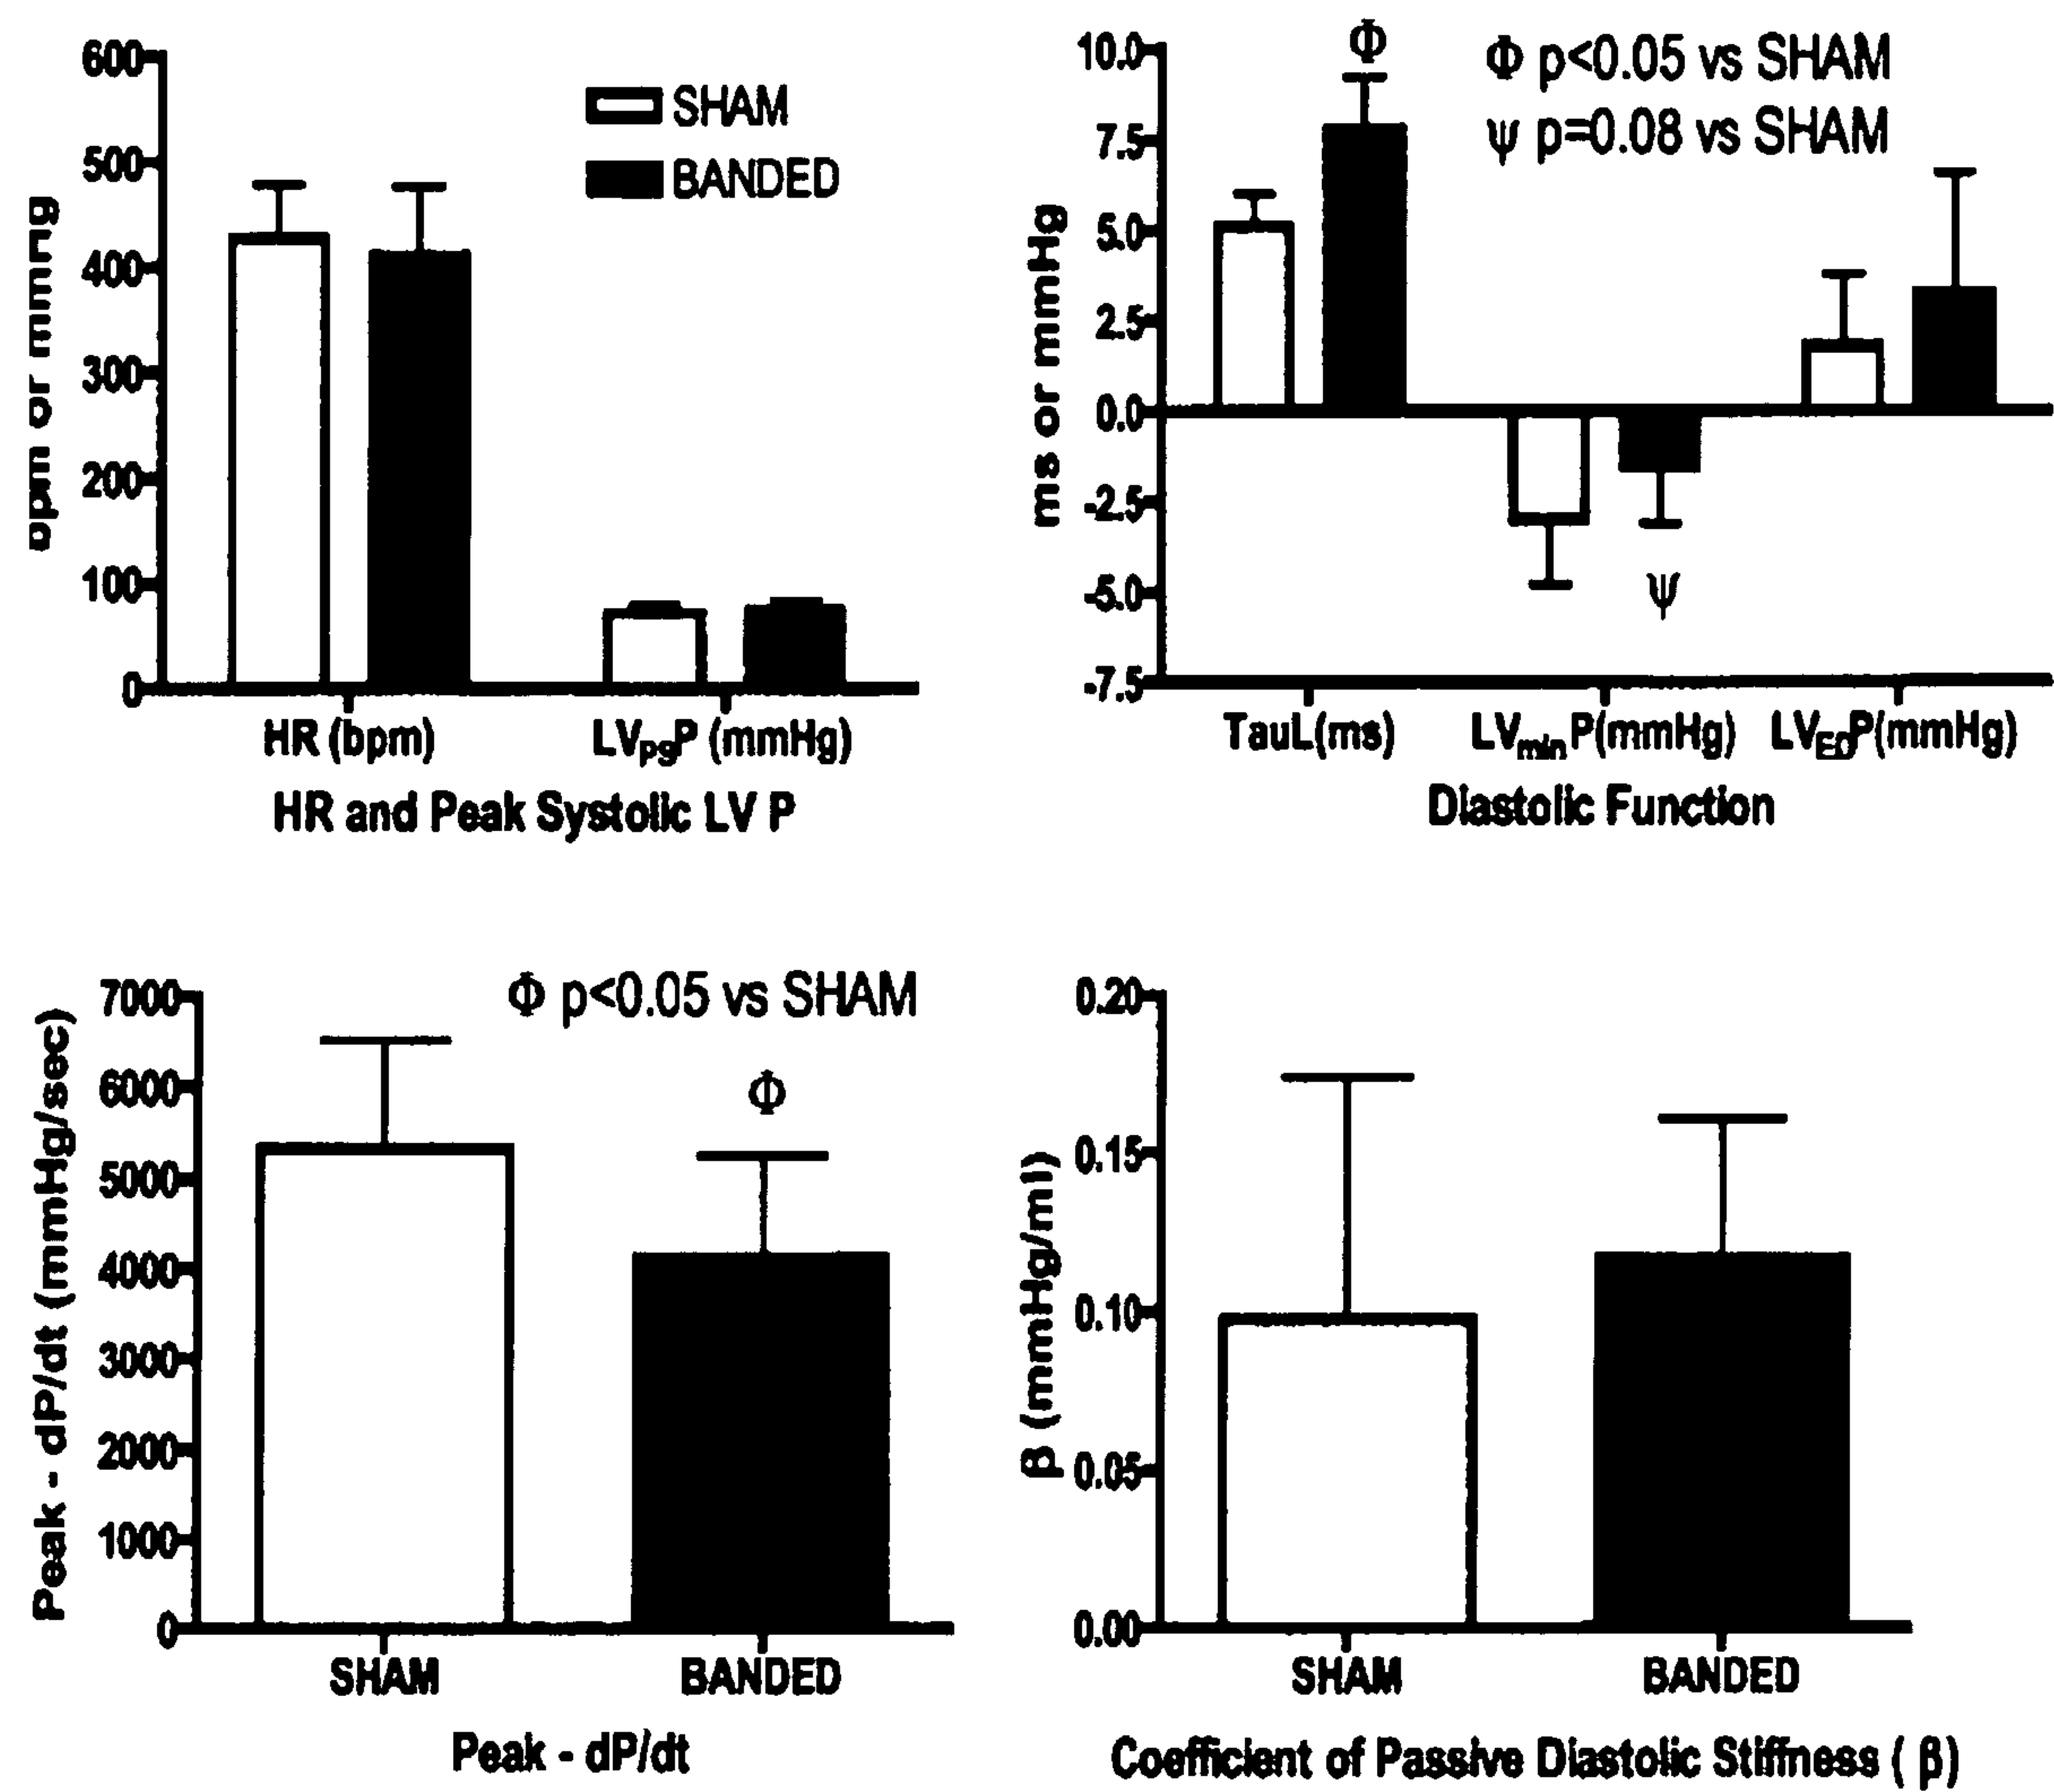 600
500
400
300
200
100
0
SHAM
BANDED
HR (bpm)
LVpsP (mmHg)
HR and Peak Systolic LV P
ms or mmHg
10.0
7.5
5.0
2.5
0.0
-2.5
-5.0
-7.5
Φ
Φ p<0.05 vs SHAM
ψ p=0.08 vs SHAM
ψ
TauL(ms)
LVminP(mmHg)
LVEDP(mmHg)
Diastolic Function
Peak - dP/dt (mmHg/sec)
7000
6000
5000
4000
3000
2000
1000
0
Φ p<0.05 vs SHAM
Φ
SHAM
BANDED
Peak - dP/dt
β (mmHg/ml)
0.20
0.15
0.10
0.05
0.00
SHAM
BANDED
Coefficient of Passive Diastolic Stiffness ( β)